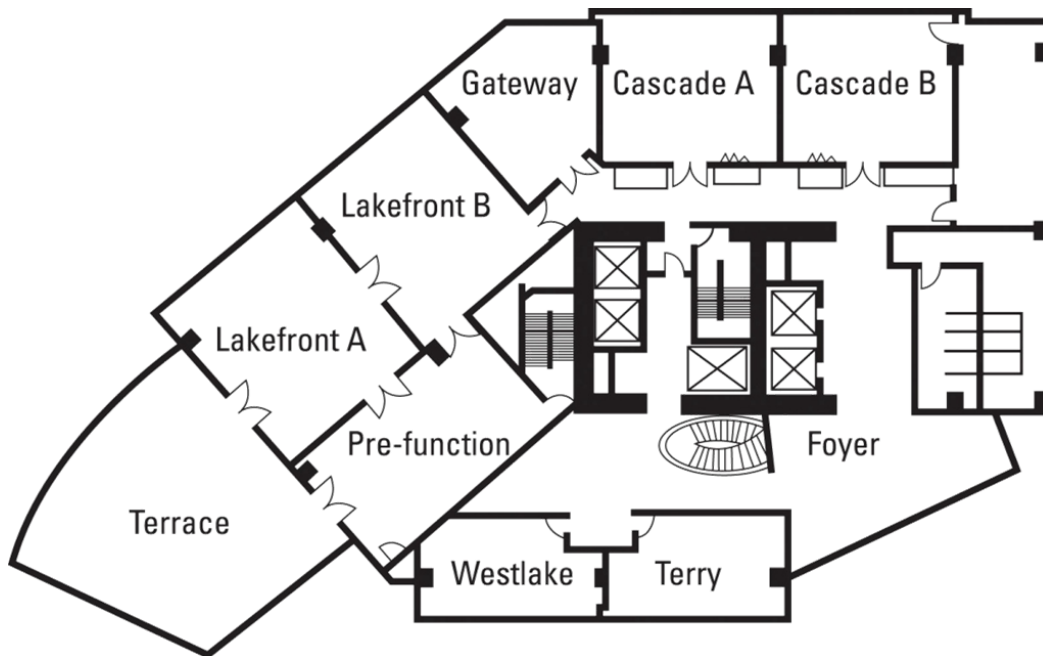 Gateway
Cascade A
Cascade B
Lakefront B
Lakefront A
Pre-function
Foyer
Terrace
Westlake
Terry